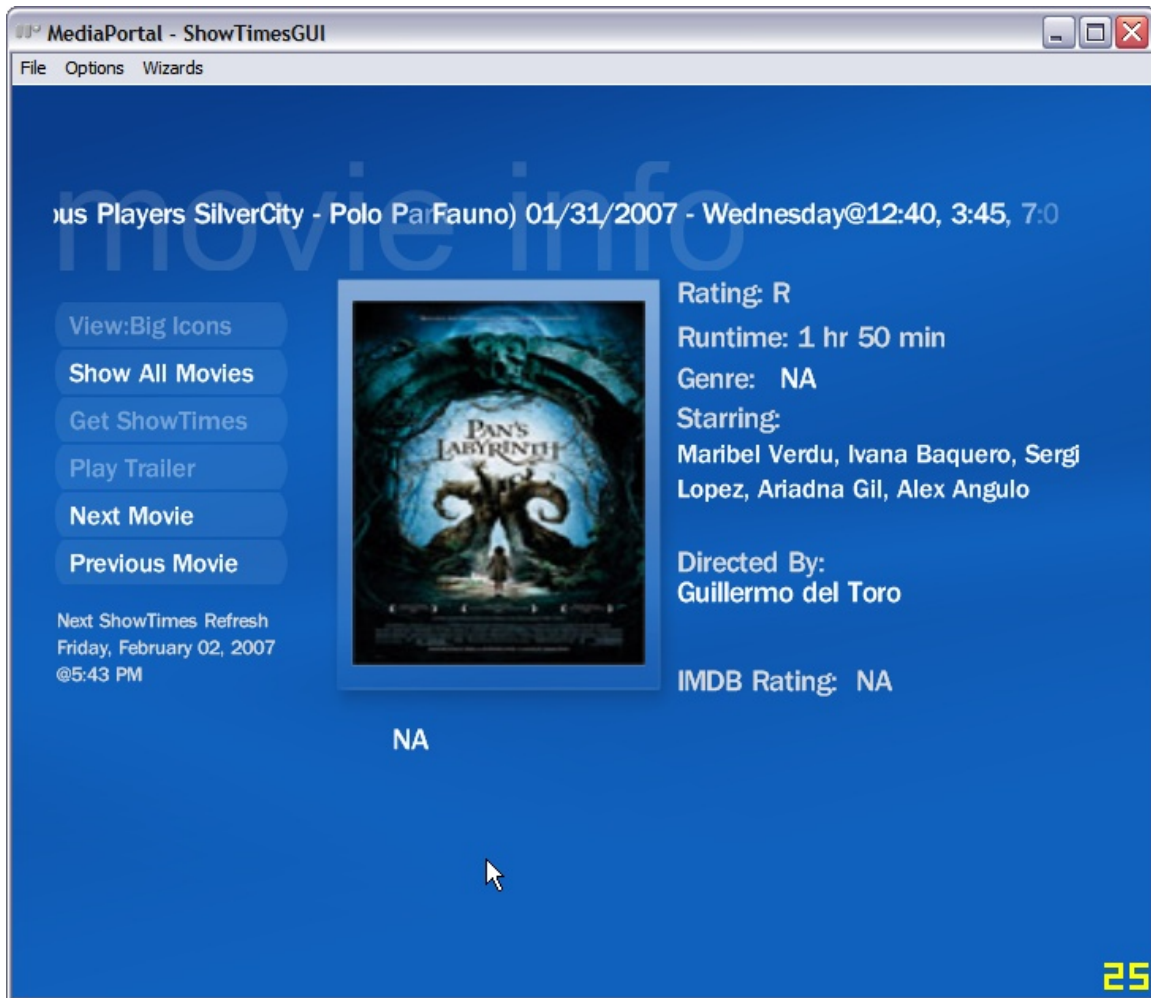 MediaPortal - ShowTimesGUI
File Options Wizards
movie info
ous Players SilverCity - Polo ParFauno) 01/31/2007 - Wednesday@12:40, 3:45, 7:0
View:Big Icons
Show All Movies
Get ShowTimes
Play Trailer
Next Movie
Previous Movie
Next ShowTimes Refresh
Friday, February 02, 2007
@5:43 PM
PAN'S
LABYRINTH
NA
Rating: R
Runtime: 1 hr 50 min
Genre: NA
Starring:
Maribel Verdu, Ivana Baquero, Sergi
Lopez, Ariadna Gil, Alex Angulo
Directed By:
Guillermo del Toro
IMDB Rating: NA
25